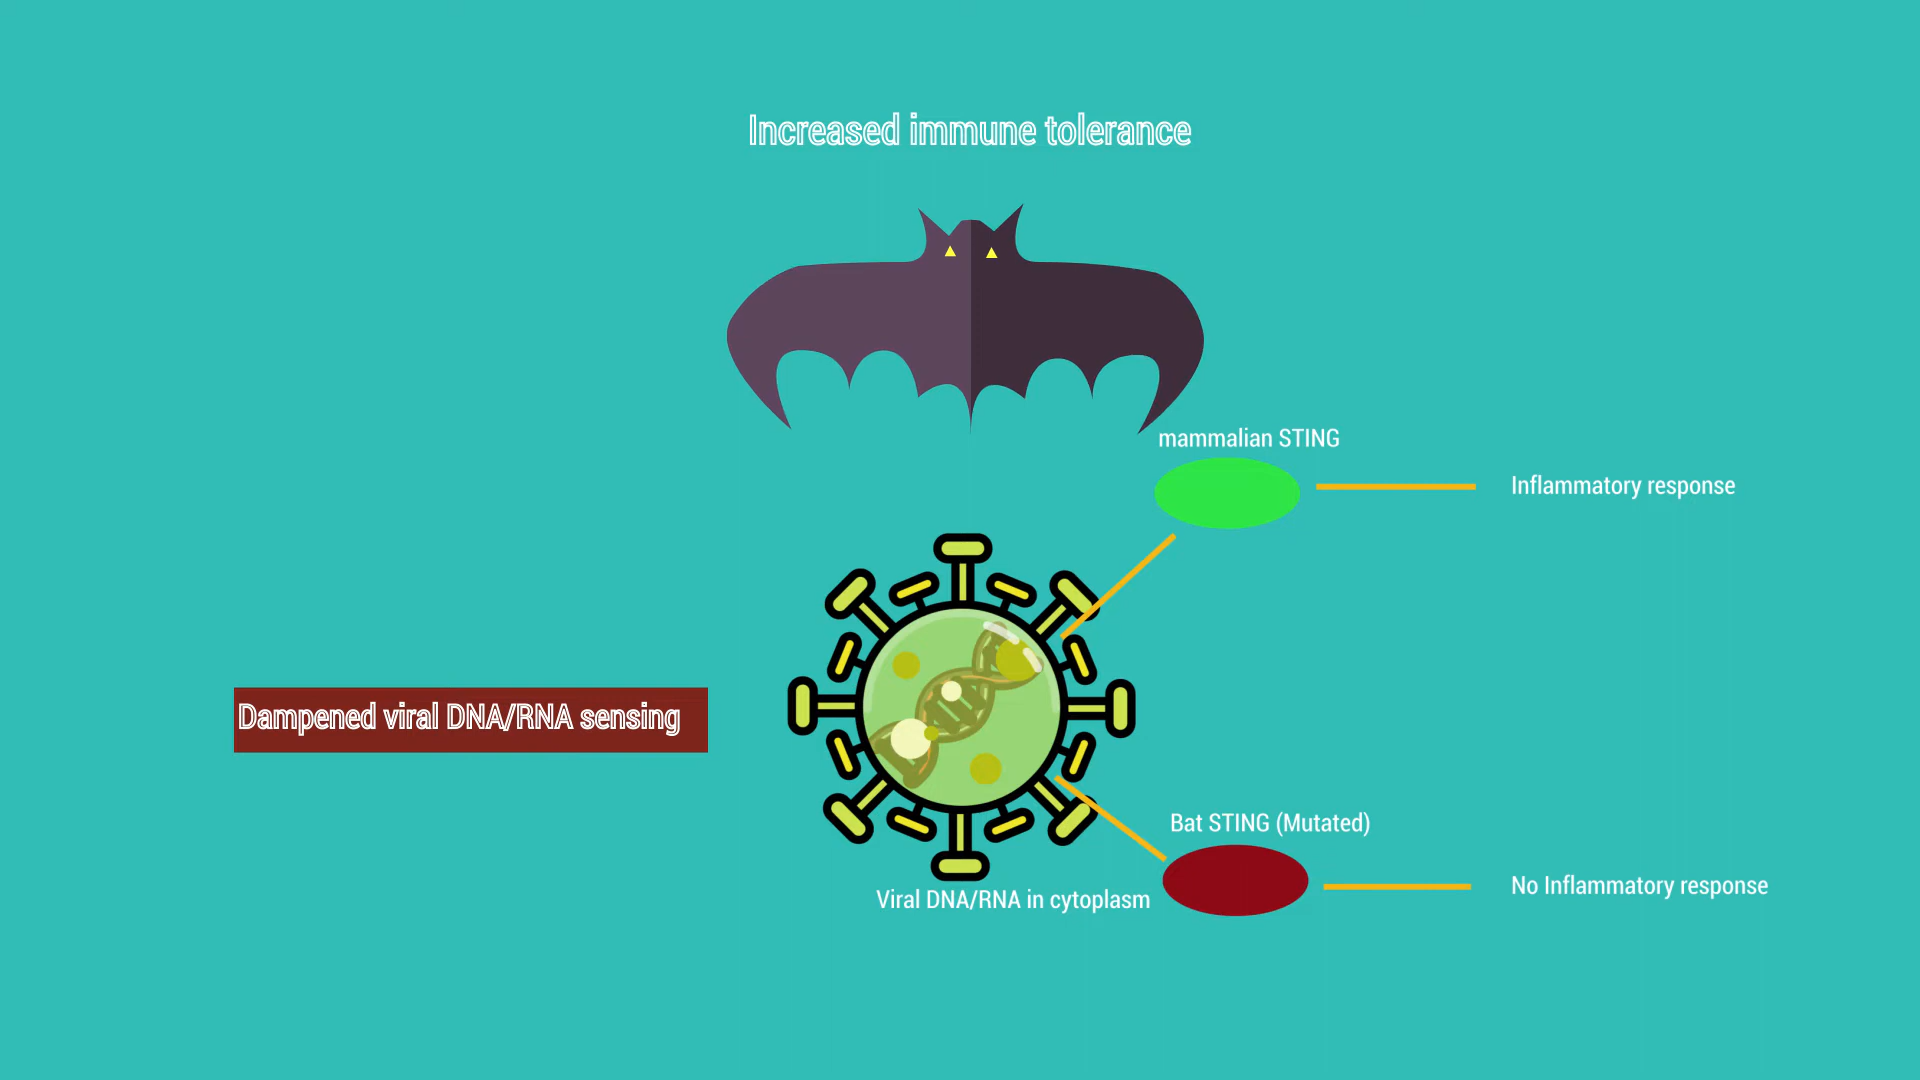 Increased immune tolerance
mammalian STING
Inflammatory response
Dampened viral DNA/RNA sensing
Bat STING (Mutated)
Viral DNA/RNA in cytoplasm
No Inflammatory response